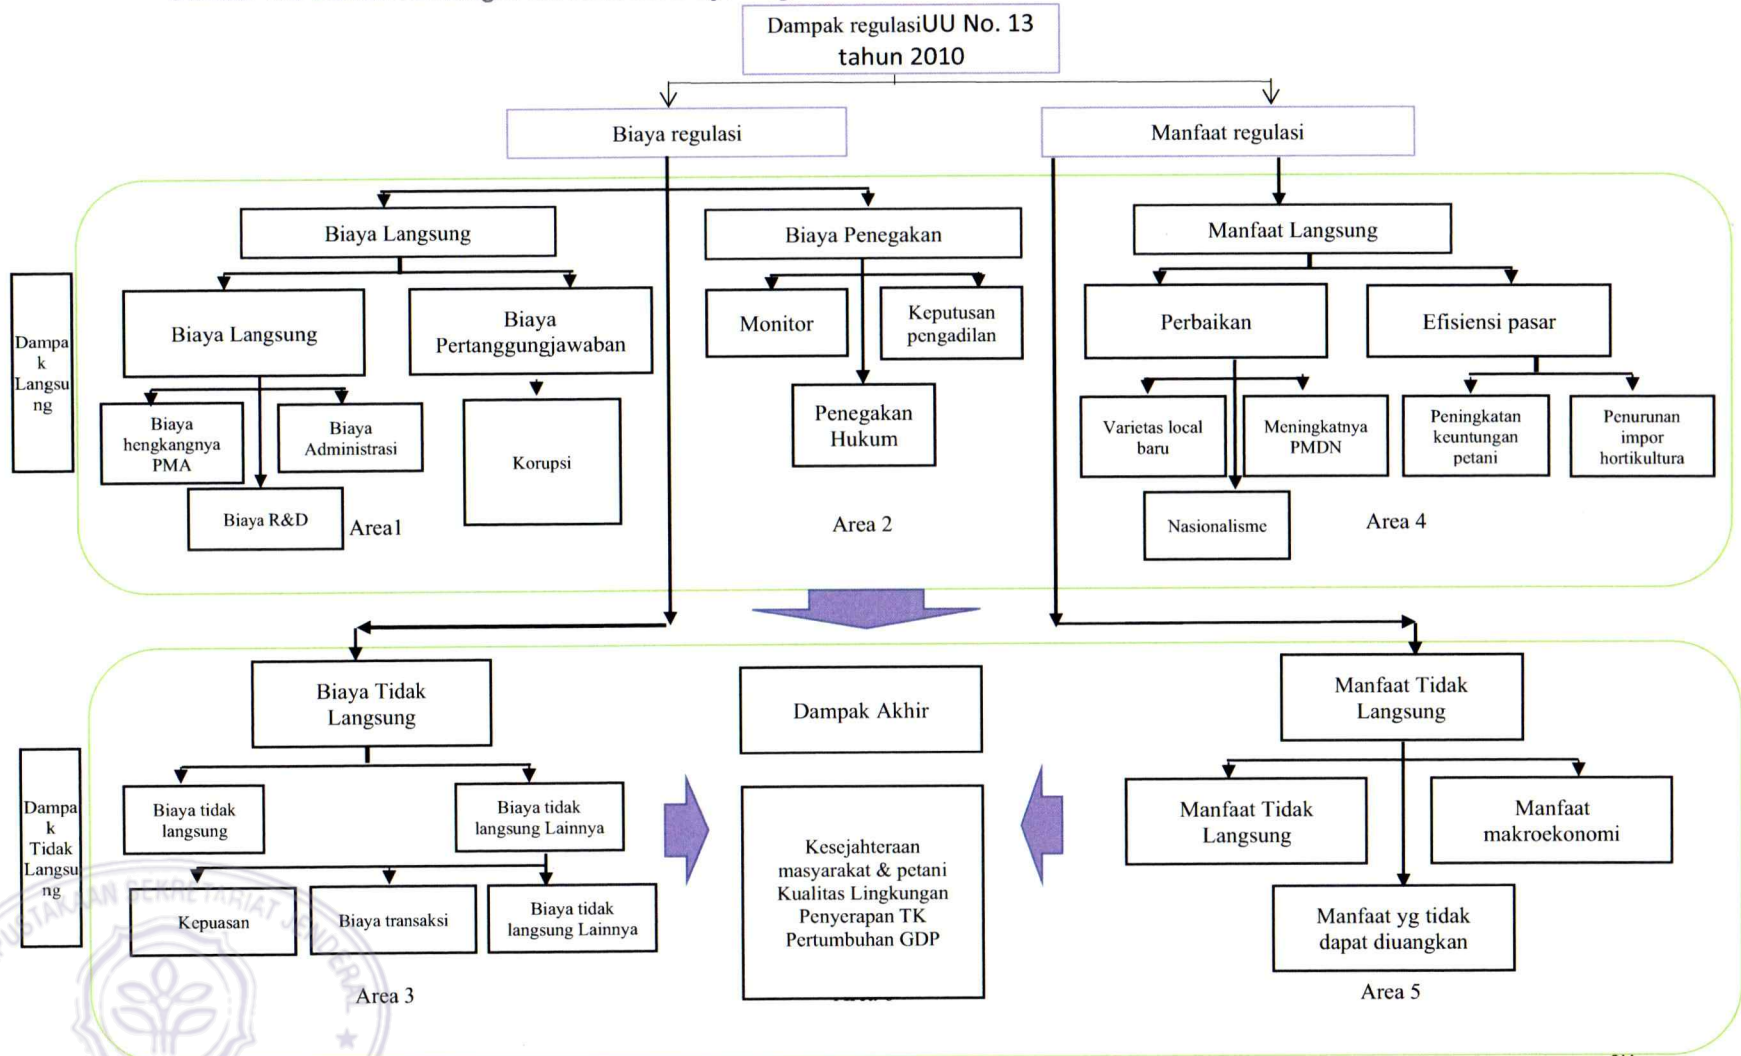 Dampak regulasiUU No. 13
tahun 2010
Biaya regulasi
Manfaat regulasi
Dampa
k
Langsu
ng
Biaya Langsung
Biaya Penegakan
Manfaat Langsung
Biaya Langsung
Biaya
Pertanggungjawaban
Monitor
Keputusan
pengadilan
Perbaikan
Efisiensi pasar
Biaya
hengkangnya
PMA
Biaya
Administrasi
Korupsi
Penegakan
Hukum
Varietas local
baru
Meningkatnya
PMDN
Peningkatan
keuntungan
petani
Penurunan
impor
hortikultura
Biaya R&D
Area1
Area 2
Nasionalisme
Area 4
Dampa
k
Tidak
Langsu
ng
Biaya Tidak
Langsung
Dampak Akhir
Manfaat Tidak
Langsung
Biaya tidak
langsung
Biaya tidak
langsung Lainnya
Kesejahteraan
masyarakat & petani
Kualitas Lingkungan
Penyerapan TK
Pertumbuhan GDP
Manfaat Tidak
Langsung
Manfaat
makroekonomi
Kepuasan
Biaya transaksi
Biaya tidak
langsung Lainnya
Manfaat yg tidak
dapat diuangkan
Area 3
Area 5
SEKRETARIAT JENDERAL